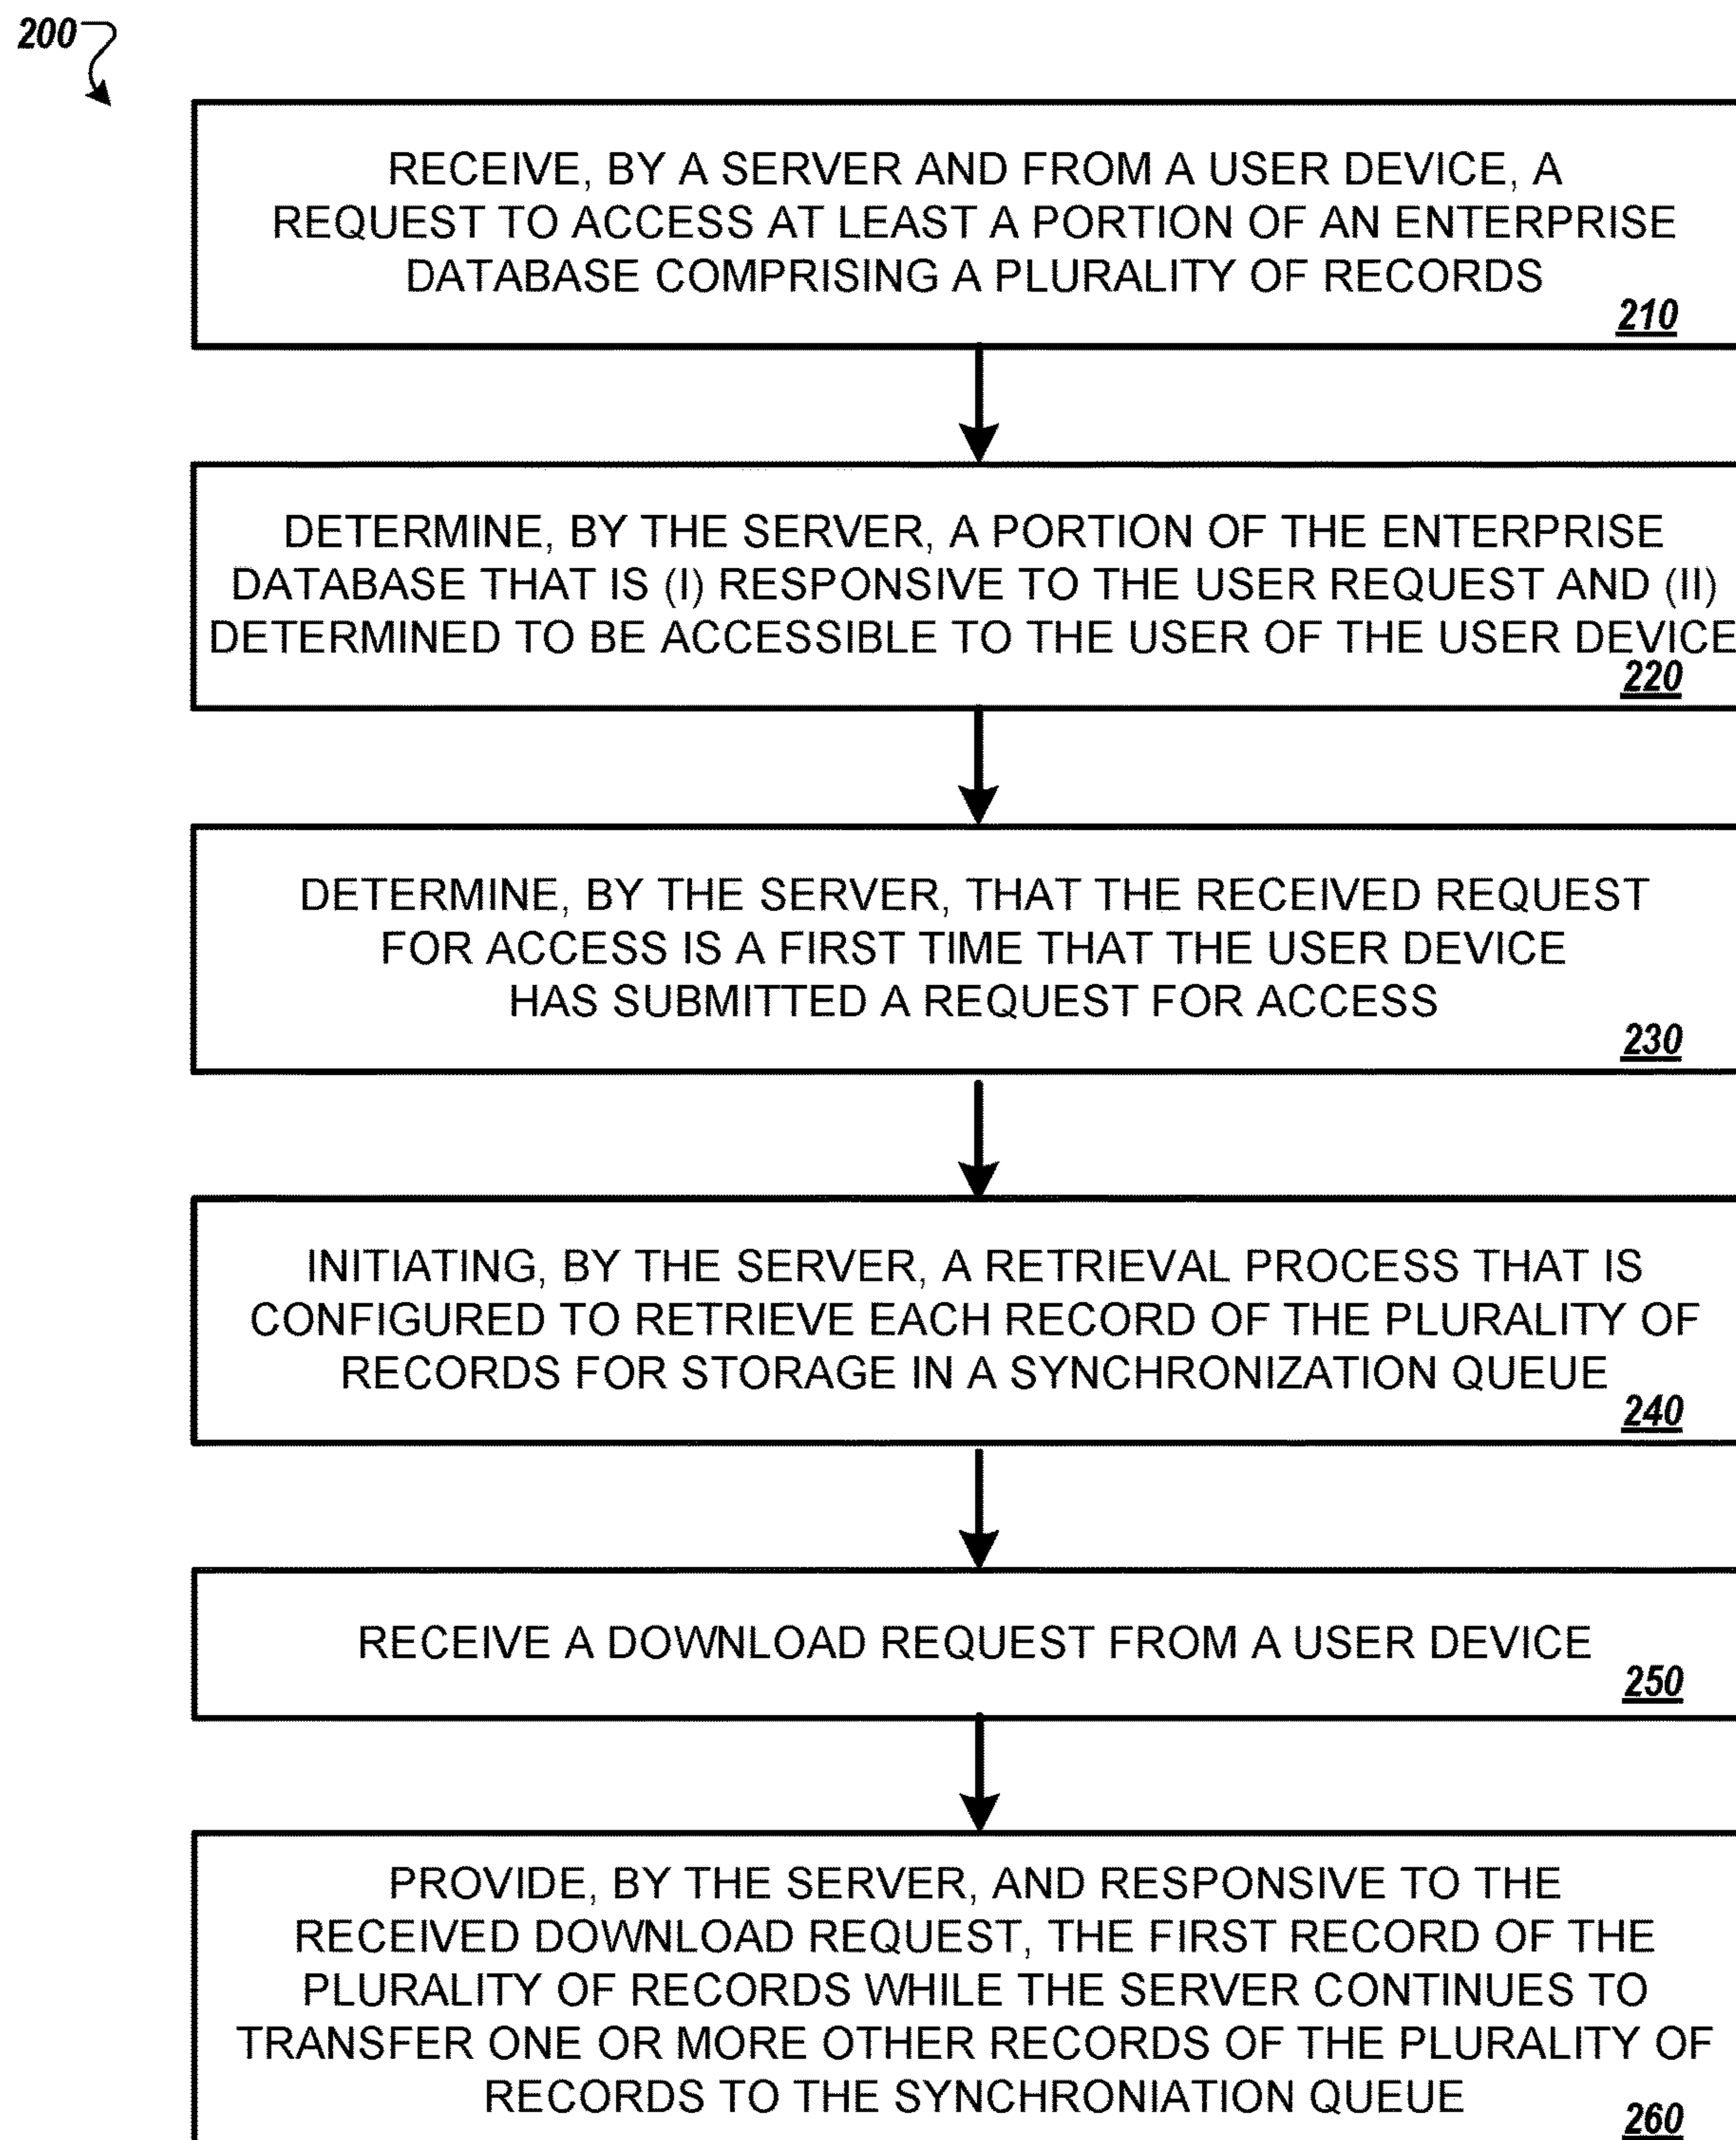 200
RECEIVE, BY A SERVER AND FROM A USER DEVICE, A
REQUEST TO ACCESS AT LEAST A PORTION OF AN ENTERPRISE
DATABASE COMPRISING A PLURALITY OF RECORDS
210
DETERMINE, BY THE SERVER, A PORTION OF THE ENTERPRISE
DATABASE THAT IS (I) RESPONSIVE TO THE USER REQUEST AND (II)
DETERMINED TO BE ACCESSIBLE TO THE USER OF THE USER DEVICE
220
DETERMINE, BY THE SERVER, THAT THE RECEIVED REQUEST
FOR ACCESS IS A FIRST TIME THAT THE USER DEVICE
HAS SUBMITTED A REQUEST FOR ACCESS
230
INITIATING, BY THE SERVER, A RETRIEVAL PROCESS THAT IS
CONFIGURED TO RETRIEVE EACH RECORD OF THE PLURALITY OF
RECORDS FOR STORAGE IN A SYNCHRONIZATION QUEUE
240
RECEIVE A DOWNLOAD REQUEST FROM A USER DEVICE
250
PROVIDE, BY THE SERVER, AND RESPONSIVE TO THE
RECEIVED DOWNLOAD REQUEST, THE FIRST RECORD OF THE
PLURALITY OF RECORDS WHILE THE SERVER CONTINUES TO
TRANSFER ONE OR MORE OTHER RECORDS OF THE PLURALITY OF
RECORDS TO THE SYNCHRONIATION QUEUE
260